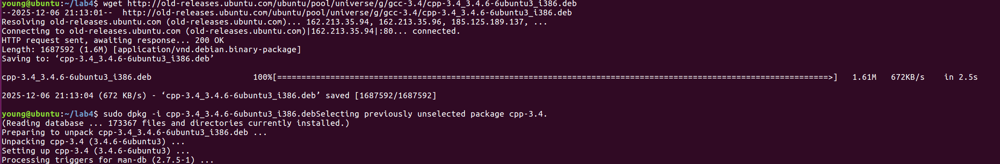 young@ubuntu:~/lab4$ wget http://old-releases.ubuntu.com/ubuntu/pool/universe/g/gcc-3.4/cpp-3.4_3.4.6-6ubuntu3_i386.deb
--2025-12-06 21:13:01--  http://old-releases.ubuntu.com/ubuntu/pool/universe/g/gcc-3.4/cpp-3.4_3.4.6-6ubuntu3_i386.deb
Resolving old-releases.ubuntu.com (old-releases.ubuntu.com)... 162.213.35.94, 162.213.35.96, 185.125.189.137, ...
Connecting to old-releases.ubuntu.com (old-releases.ubuntu.com)|162.213.35.94|:80... connected.
HTTP request sent, awaiting response... 200 OK
Length: 1687592 (1.6M) [application/vnd.debian.binary-package]
Saving to: ‘cpp-3.4_3.4.6-6ubuntu3_i386.deb’
cpp-3.4_3.4.6-6ubuntu3_i386.deb 100%[==================================================================================================================>] 1.61M 672KB/s in 2.5s
2025-12-06 21:13:04 (672 KB/s) - ‘cpp-3.4_3.4.6-6ubuntu3_i386.deb’ saved [1687592/1687592]
young@ubuntu:~/lab4$ sudo dpkg -i cpp-3.4_3.4.6-6ubuntu3_i386.debSelecting previously unselected package cpp-3.4.
(Reading database ... 173367 files and directories currently installed.)
Preparing to unpack cpp-3.4_3.4.6-6ubuntu3_i386.deb ...
Unpacking cpp-3.4 (3.4.6-6ubuntu3) ...
Setting up cpp-3.4 (3.4.6-6ubuntu3) ...
Processing triggers for man-db (2.7.5-1) ...